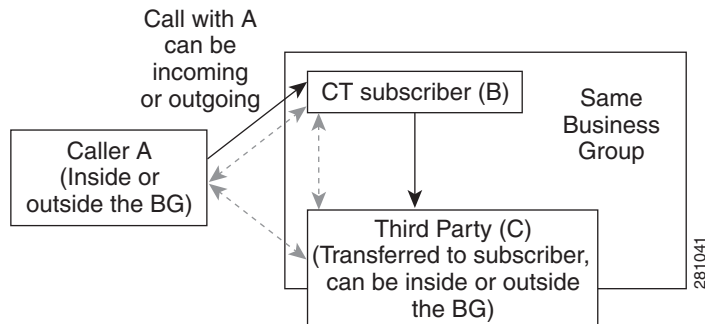 Call with A
can be
incoming
or outgoing
CT subscriber (B)
Same
Business
Group
Caller A
(Inside or
outside the BG)
Third Party (C)
(Transferred to subscriber,
can be inside or outside
the BG)
281041